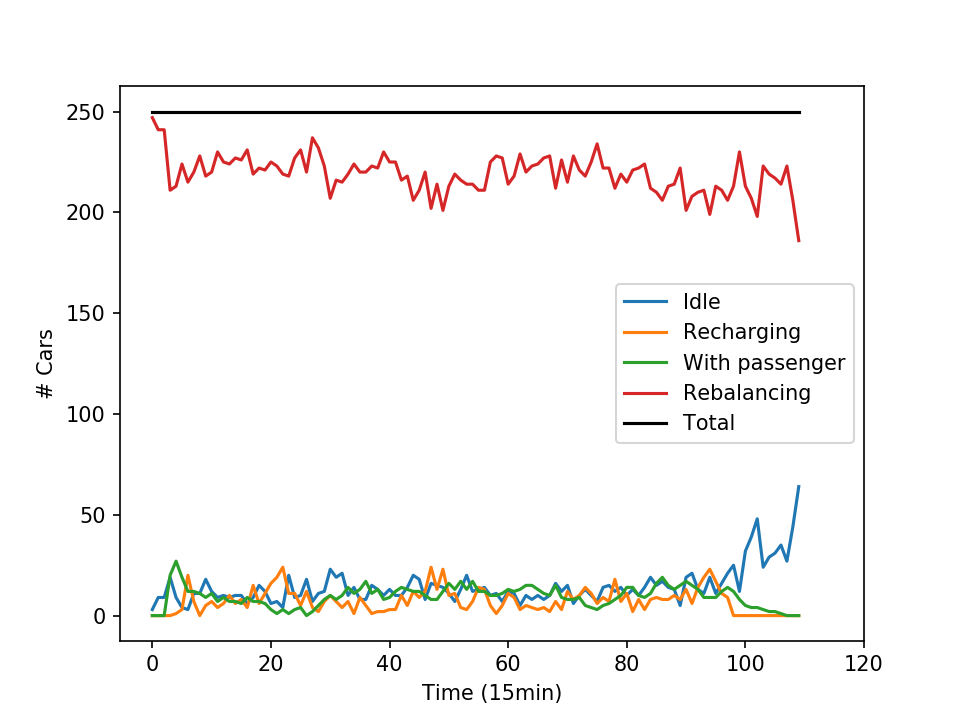 250
200
150
100
50
0
# Cars
Idle
Recharging
With passenger
Rebalancing
Total
0 20 40 60 80 100 120
Time (15min)